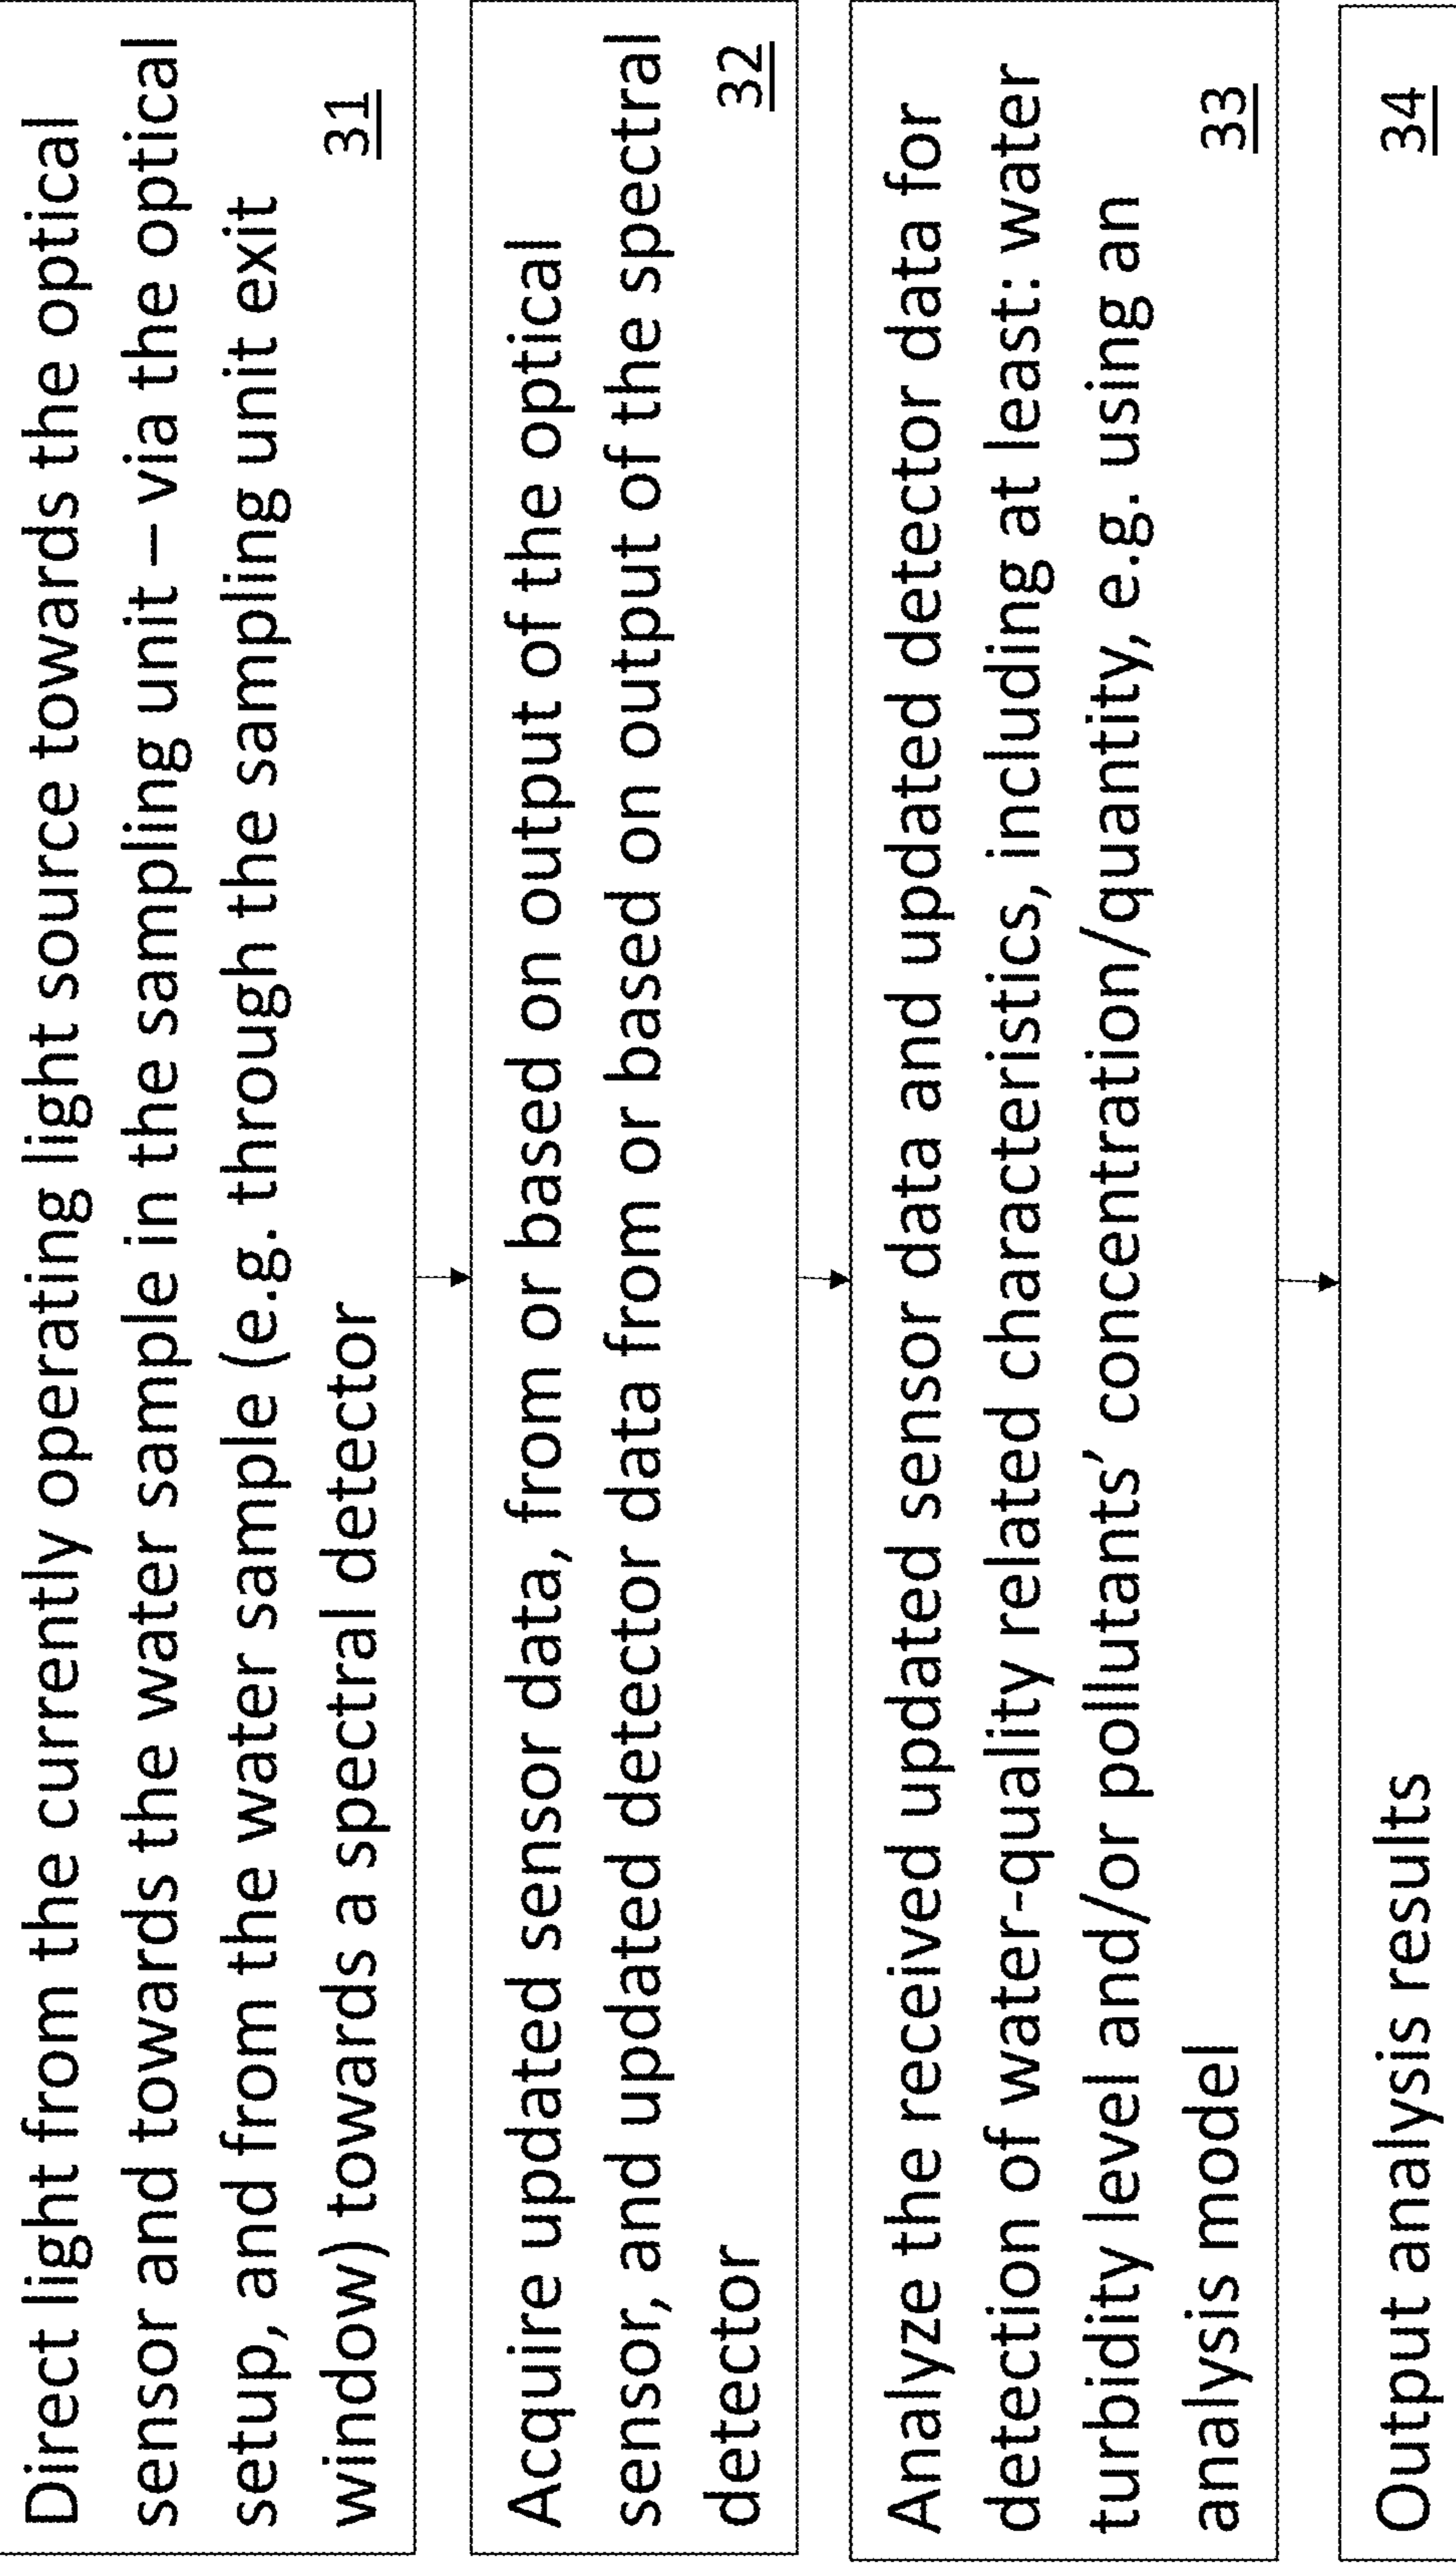 Direct light from the currently operating light source towards the optical
sensor and towards the water sample in the sampling unit – via the optical
setup, and from the water sample (e.g. through the sampling unit exit
window) towards a spectral detector
31
Acquire updated sensor data, from or based on output of the optical
sensor, and updated detector data from or based on output of the spectral
detector
32
Analyze the received updated sensor data and updated detector data for
detection of water-quality related characteristics, including at least: water
turbidity level and/or pollutants’ concentration/quantity, e.g. using an
analysis model
33
Output analysis results
34